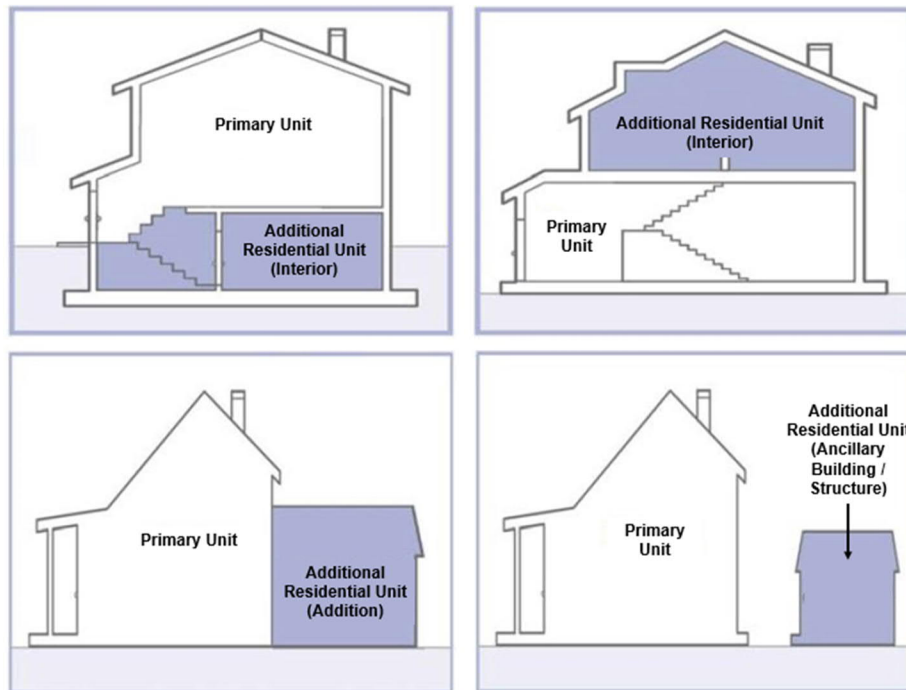 Primary Unit
Additional
Residential Unit
(Interior)
Additional Residential Unit
(Interior)
Primary
Unit
Primary Unit
Additional
Residential Unit
(Addition)
Additional
Residential Unit
(Ancillary
Building /
Structure)
Primary
Unit